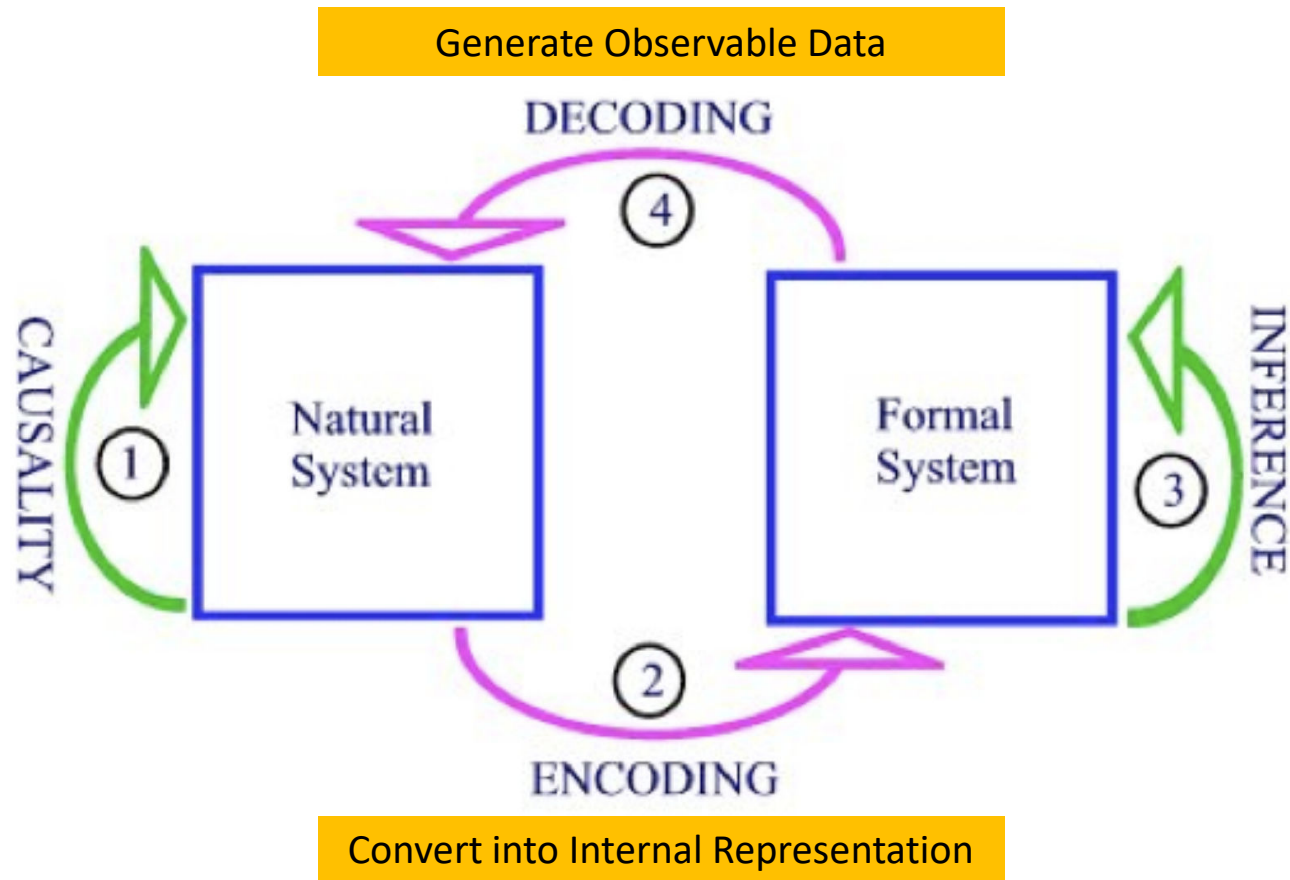 Generate Observable Data
DECODING
4
CAUSALITY
1
Natural
System
Formal
System
3
INFERENCE
2
ENCODING
Convert into Internal Representation